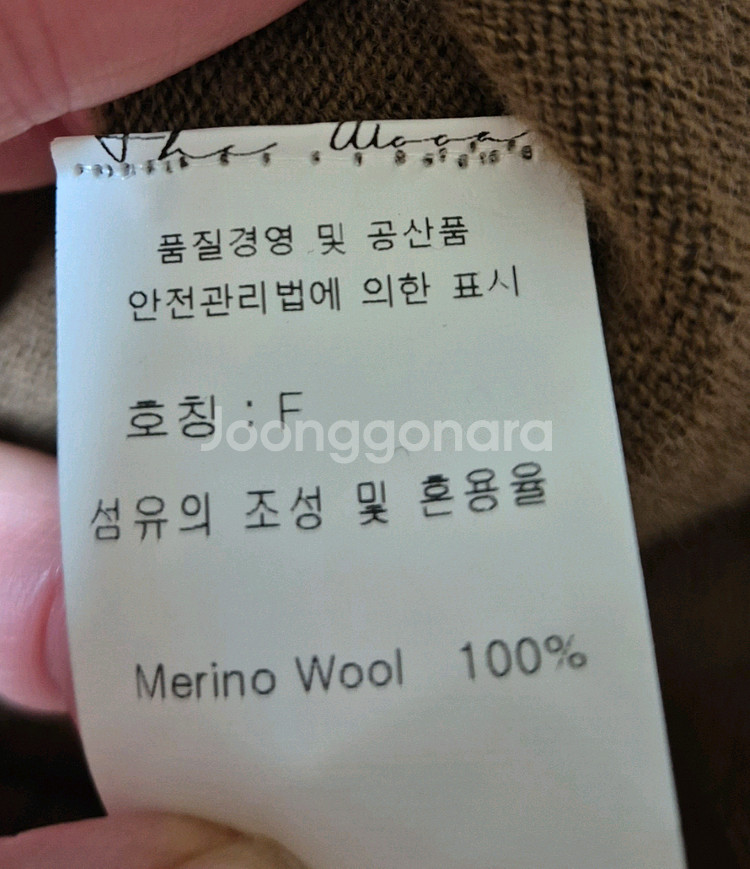 The
품질경영 및 공산품
안전관리법에 의한 표시
호칭 : F
Joonggonara
섬유의 조성 및 혼용율
Merino Wool 100%